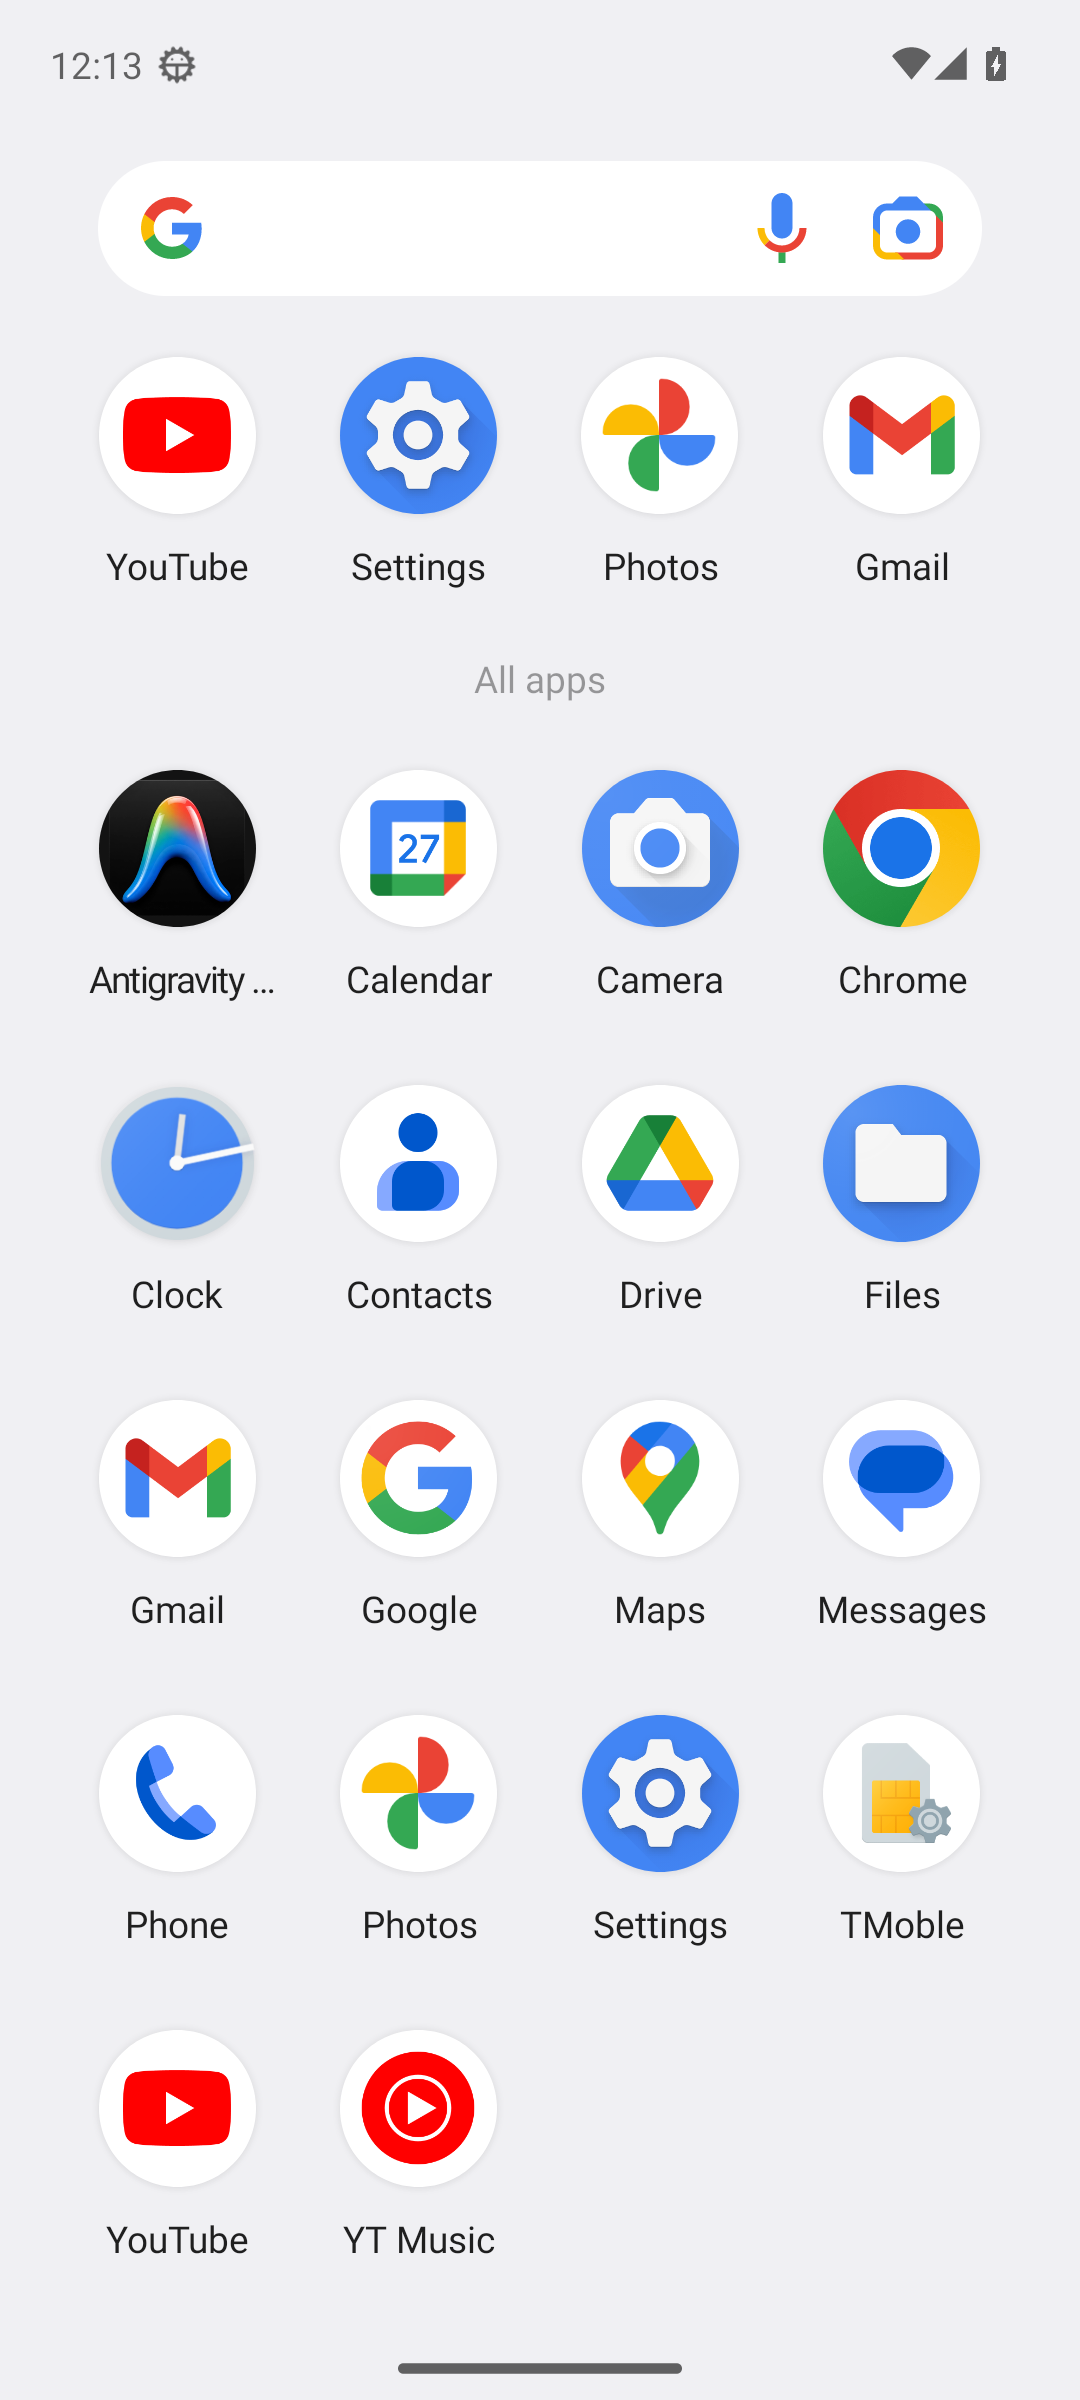 12:13
YouTube Settings Photos Gmail
All apps
27
Antigravity ... Calendar Camera Chrome
Clock Contacts Drive Files
Gmail Google Maps Messages
Phone Photos Settings TMoble
YouTube YT Music